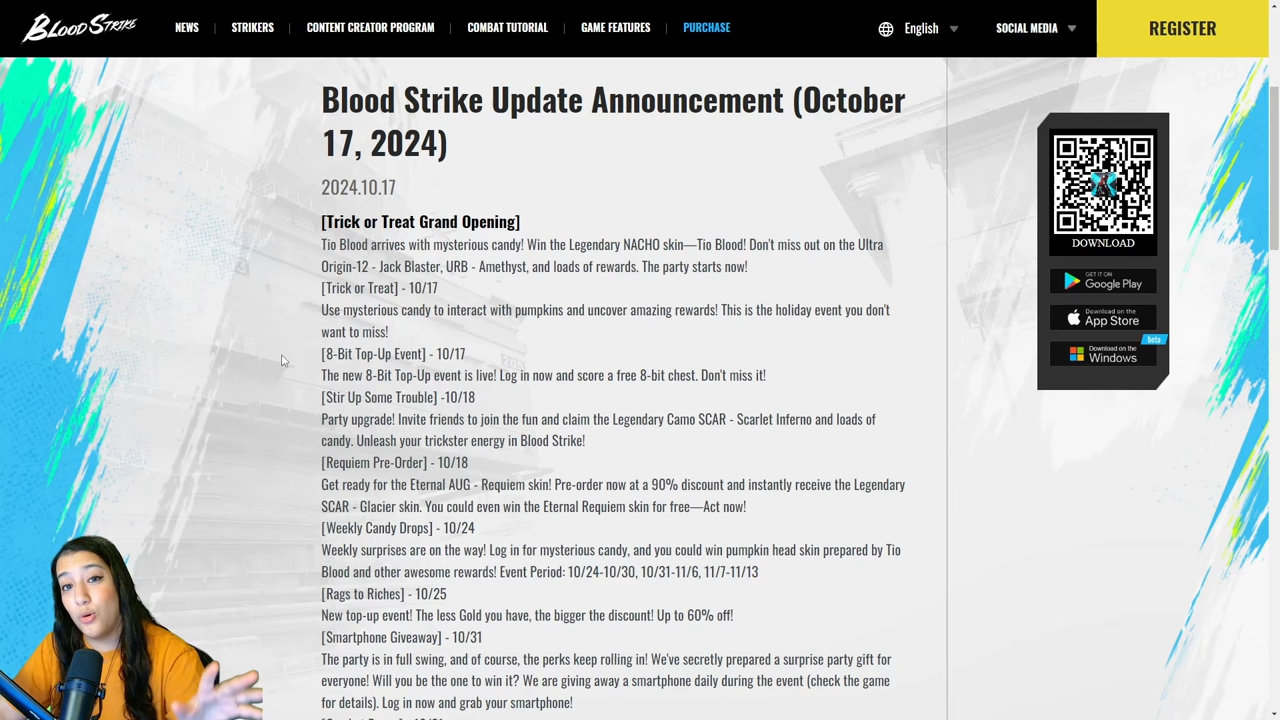 BLOOD STRIKE
NEWS
STRIKERS
CONTENT CREATOR PROGRAM
COMBAT TUTORIAL
GAME FEATURES
PURCHASE
English
SOCIAL MEDIA
REGISTER
Blood Strike Update Announcement (October
17, 2024)
2024.10.17
[Trick or Treat Grand Opening]
Tio Blood arrives with mysterious candy! Win the Legendary NACHO skin—Tio Blood! Don't miss out on the Ultra
Origin-12 - Jack Blaster, URB - Amethyst, and loads of rewards. The party starts now!
[Trick or Treat] - 10/17
Use mysterious candy to interact with pumpkins and uncover amazing rewards! This is the holiday event you don't
want to miss!
[8-Bit Top-Up Event] - 10/17
The new 8-Bit Top-Up event is live! Log in now and score a free 8-bit chest. Don't miss it!
[Stir Up Some Trouble] -10/18
Party upgrade! Invite friends to join the fun and claim the Legendary Camo SCAR - Scarlet Inferno and loads of
candy. Unleash your trickster energy in Blood Strike!
[Requiem Pre-Order] - 10/18
Get ready for the Eternal AUG - Requiem skin! Pre-order now at a 90% discount and instantly receive the Legendary
SCAR - Glacier skin. You could even win the Eternal Requiem skin for free—Act now!
[Weekly Candy Drops] - 10/24
Weekly surprises are on the way! Log in for mysterious candy, and you could win pumpkin head skin prepared by Tio
Blood and other awesome rewards! Event Period: 10/24-10/30, 10/31-11/6, 11/7-11/13
[Rags to Riches] - 10/25
New top-up event! The less Gold you have, the bigger the discount! Up to 60% off!
[Smartphone Giveaway] - 10/31
The party is in full swing, and of course, the perks keep rolling in! We've secretly prepared a surprise party gift for
everyone! Will you be the one to win it? We are giving away a smartphone daily during the event (check the game
for details). Log in now and grab your smartphone!
DOWNLOAD
GET IT ON
Google Play
Download on the
App Store
beta
Download on the
Windows